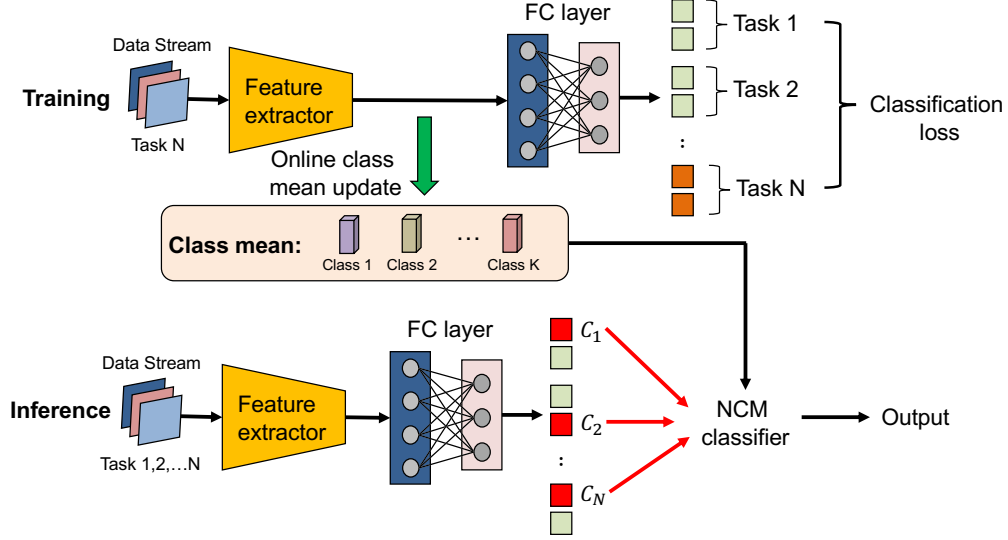 FC layer
Task 1
Data Stream
Training
Feature
extractor
Task 2
Classification
loss
Task N
:
Online class
mean update
Task N
Class mean:
...
Class 1
Class 2
Class K
FC layer
C₁
Data Stream
Inference
Feature
extractor
C₂
NCM
classifier
Output
Task 1,2,...N
:
C_N